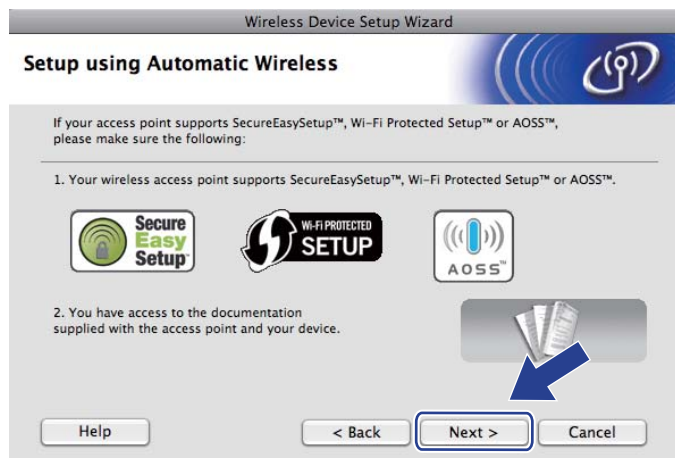 Wireless Device Setup Wizard
Setup using Automatic Wireless
If your access point supports SecureEasySetup™, Wi-Fi Protected Setup™ or AOSS™,
please make sure the following:
1. Your wireless access point supports SecureEasySetup™, Wi-Fi Protected Setup™ or AOSS™.
Secure
Easy
Setup™
WI-FI PROTECTED
SETUP
AOSS™
2. You have access to the documentation
supplied with the access point and your device.
Help
< Back
Next >
Cancel